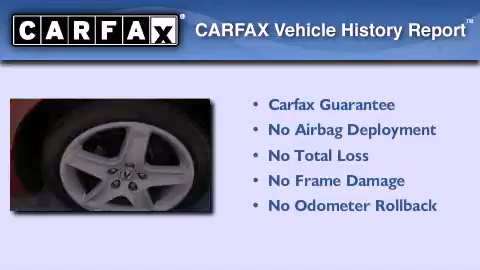 CARFAX®
CARFAX Vehicle History Report™
• Carfax Guarantee
• No Airbag Deployment
• No Total Loss
• No Frame Damage
• No Odometer Rollback